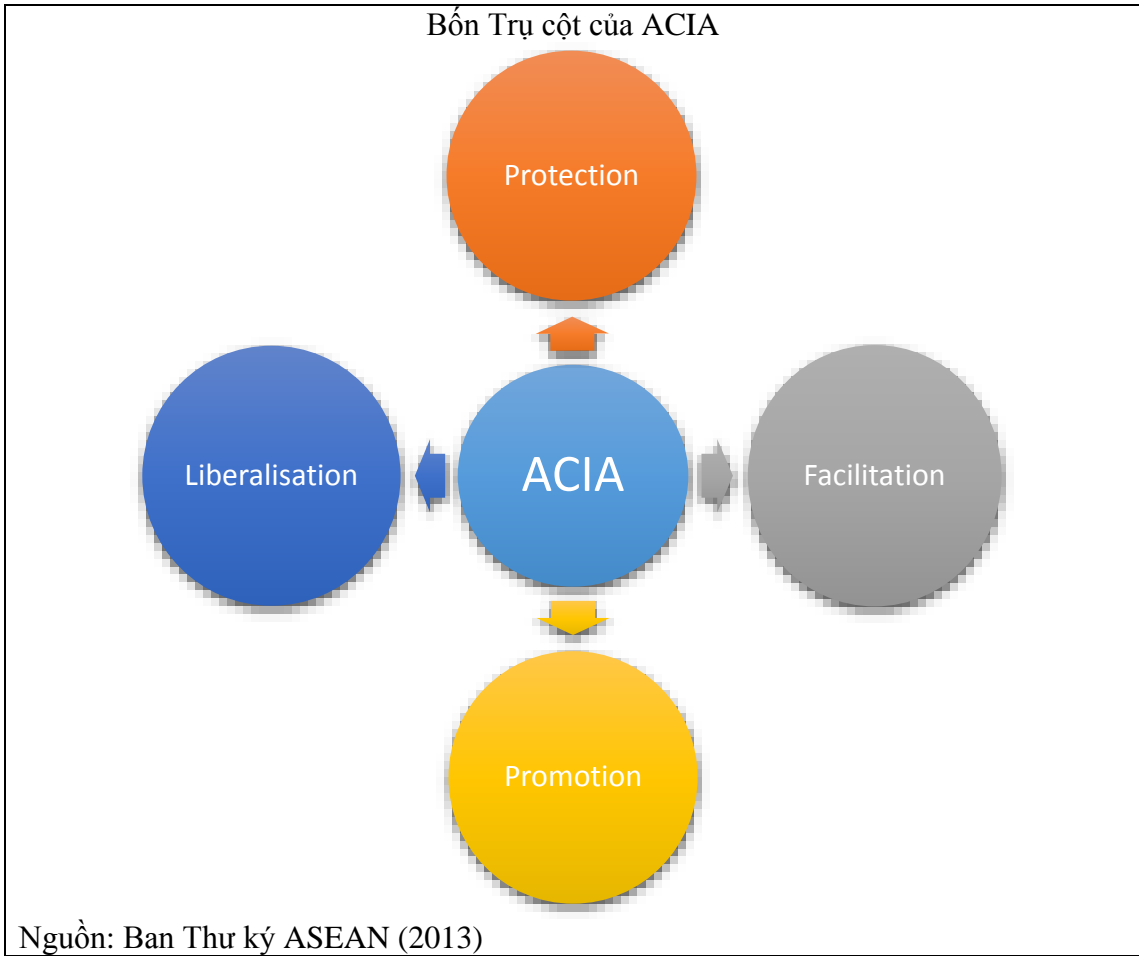 Bốn Trụ cột của ACIA
Protection
Liberalisation
ACIA
Facilitation
Promotion
Nguồn: Ban Thư ký ASEAN (2013)